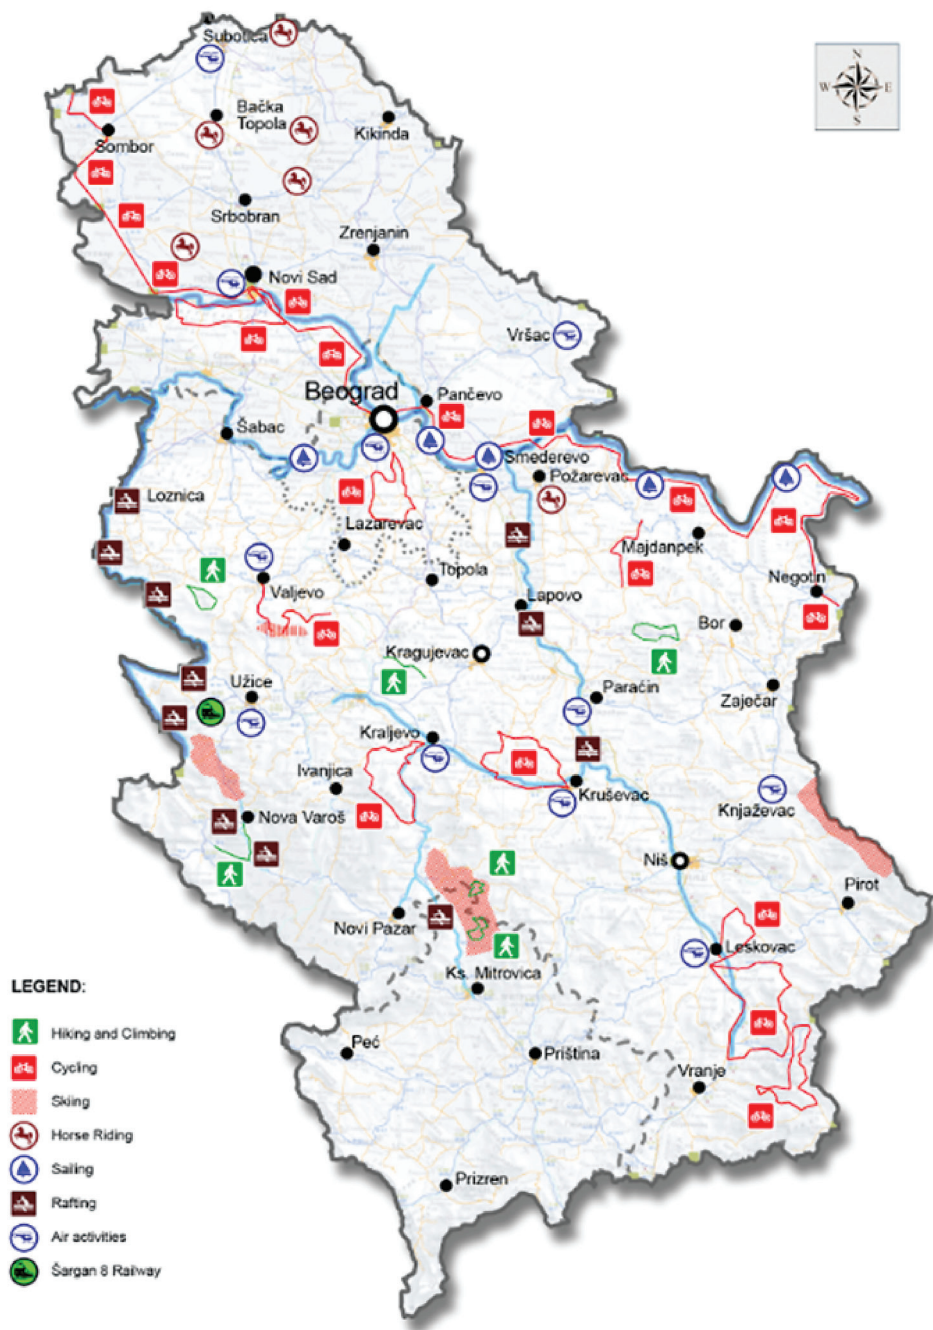 Subotica
N
W E
S
Bačka
Topola
Kikinda
Sombor
Srbobran
Zrenjanin
Novi Sad
Vršac
Beograd
Pančevo
Šabac
Smederevo
Požarevac
Loznica
Lazarevac
Majdanpek
Topola
Valjevo
Negotin
Lapovo
Bor
Kragujevac
Užice
Paraćin
Zaječar
Kraljevo
Ivanjica
Kruševac
Knjaževac
Nova Varoš
Niš
Pirot
Novi Pazar
Leskovac
Ks. Mitrovica
LEGEND:
Hiking and Climbing
Peć
Priština
Cycling
Vranje
Skiing
Horse Riding
Sailing
Prizren
Rafting
Air activities
Šargan 8 Railway